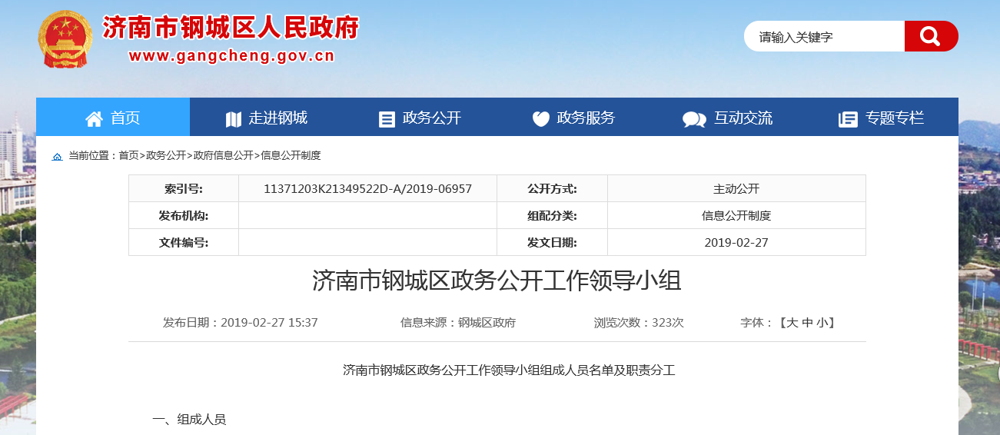 济南市钢城区人民政府
www.gangcheng.gov.cn
请输入关键字
首页 走进钢城 政务公开 政务服务 互动交流 专题专栏
当前位置：首页>政务公开>政府信息公开>信息公开制度
索引号: 11371203K21349522D-A/2019-06957 公开方式: 主动公开
发布机构: 组配分类: 信息公开制度
文件编号: 发文日期: 2019-02-27
济南市钢城区政务公开工作领导小组
发布日期：2019-02-27 15:37 信息来源：钢城区政府 浏览次数：323次 字体：【大 中 小】
济南市钢城区政务公开工作领导小组组成人员名单及职责分工
一、组成人员